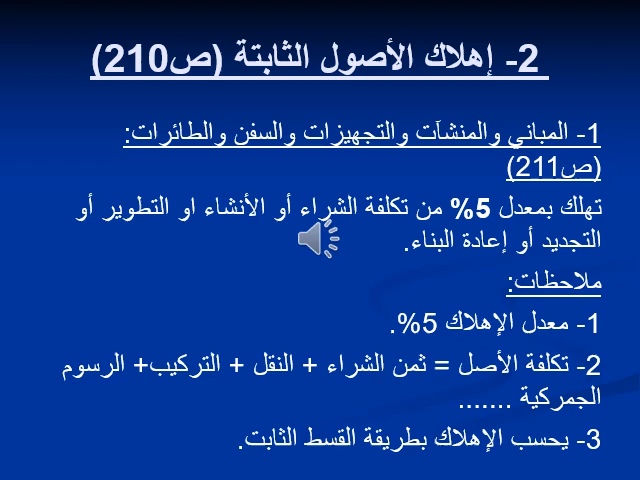 2- إهلاك الأصول الثابتة (ص210)
1- المباني والمنشآت والتجهيزات والسفن والطائرات:
(ص211)
تهلك بمعدل 5% من تكلفة الشراء أو الأنشاء او التطوير أو
التجديد أو إعادة البناء.
ملاحظات:
1- معدل الإهلاك 5%.
2- تكلفة الأصل = ثمن الشراء + النقل + التركيب+ الرسوم
الجمركية .......
3- يحسب الإهلاك بطريقة القسط الثابت.